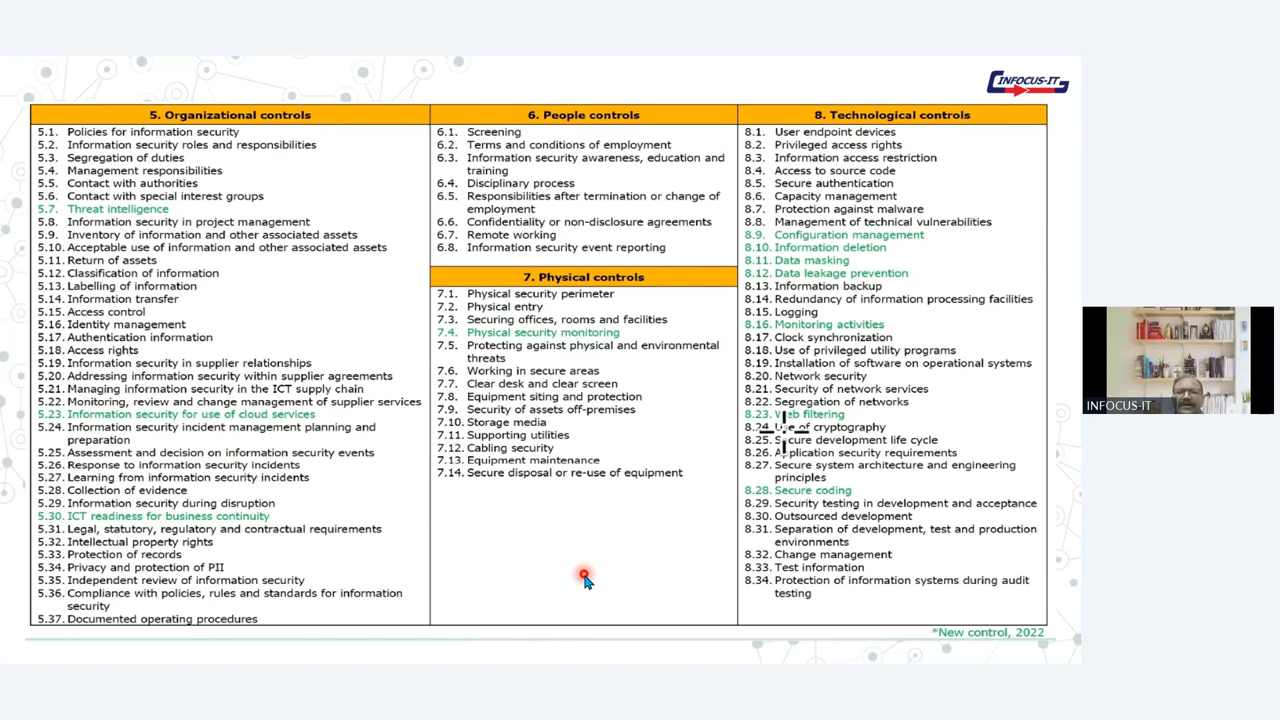 INFOCUS-IT
5. Organizational controls
5.1. Policies for information security
5.2. Information security roles and responsibilities
5.3. Segregation of duties
5.4. Management responsibilities
5.5. Contact with authorities
5.6. Contact with special interest groups
5.7. Threat intelligence
5.8. Information security in project management
5.9. Inventory of information and other associated assets
5.10. Acceptable use of information and other associated assets
5.11. Return of assets
5.12. Classification of information
5.13. Labelling of information
5.14. Information transfer
5.15. Access control
5.16. Identity management
5.17. Authentication information
5.18. Access rights
5.19. Information security in supplier relationships
5.20. Addressing information security within supplier agreements
5.21. Managing information security in the ICT supply chain
5.22. Monitoring, review and change management of supplier services
5.23. Information security for use of cloud services
5.24. Information security incident management planning and
preparation
5.25. Assessment and decision on information security events
5.26. Response to information security incidents
5.27. Learning from information security incidents
5.28. Collection of evidence
5.29. Information security during disruption
5.30. ICT readiness for business continuity
5.31. Legal, statutory, regulatory and contractual requirements
5.32. Intellectual property rights
5.33. Protection of records
5.34. Privacy and protection of PII
5.35. Independent review of information security
5.36. Compliance with policies, rules and standards for information
security
5.37. Documented operating procedures
6. People controls
6.1. Screening
6.2. Terms and conditions of employment
6.3. Information security awareness, education and
training
6.4. Disciplinary process
6.5. Responsibilities after termination or change of
employment
6.6. Confidentiality or non-disclosure agreements
6.7. Remote working
6.8. Information security event reporting
7. Physical controls
7.1. Physical security perimeter
7.2. Physical entry
7.3. Securing offices, rooms and facilities
7.4. Physical security monitoring
7.5. Protecting against physical and environmental
threats
7.6. Working in secure areas
7.7. Clear desk and clear screen
7.8. Equipment siting and protection
7.9. Security of assets off-premises
7.10. Storage media
7.11. Supporting utilities
7.12. Cabling security
7.13. Equipment maintenance
7.14. Secure disposal or re-use of equipment
8. Technological controls
8.1. User endpoint devices
8.2. Privileged access rights
8.3. Information access restriction
8.4. Access to source code
8.5. Secure authentication
8.6. Capacity management
8.7. Protection against malware
8.8. Management of technical vulnerabilities
8.9. Configuration management
8.10. Information deletion
8.11. Data masking
8.12. Data leakage prevention
8.13. Information backup
8.14. Redundancy of information processing facilities
8.15. Logging
8.16. Monitoring activities
8.17. Clock synchronization
8.18. Use of privileged utility programs
8.19. Installation of software on operational systems
8.20. Network security
8.21. Security of network services
8.22. Segregation of networks
8.23. Web filtering
8.24. Use of cryptography
8.25. Secure development life cycle
8.26. Application security requirements
8.27. Secure system architecture and engineering
principles
8.28. Secure coding
8.29. Security testing in development and acceptance
8.30. Outsourced development
8.31. Separation of development, test and production
environments
8.32. Change management
8.33. Test information
8.34. Protection of information systems during audit
testing
*New control, 2022
INFOCUS-IT